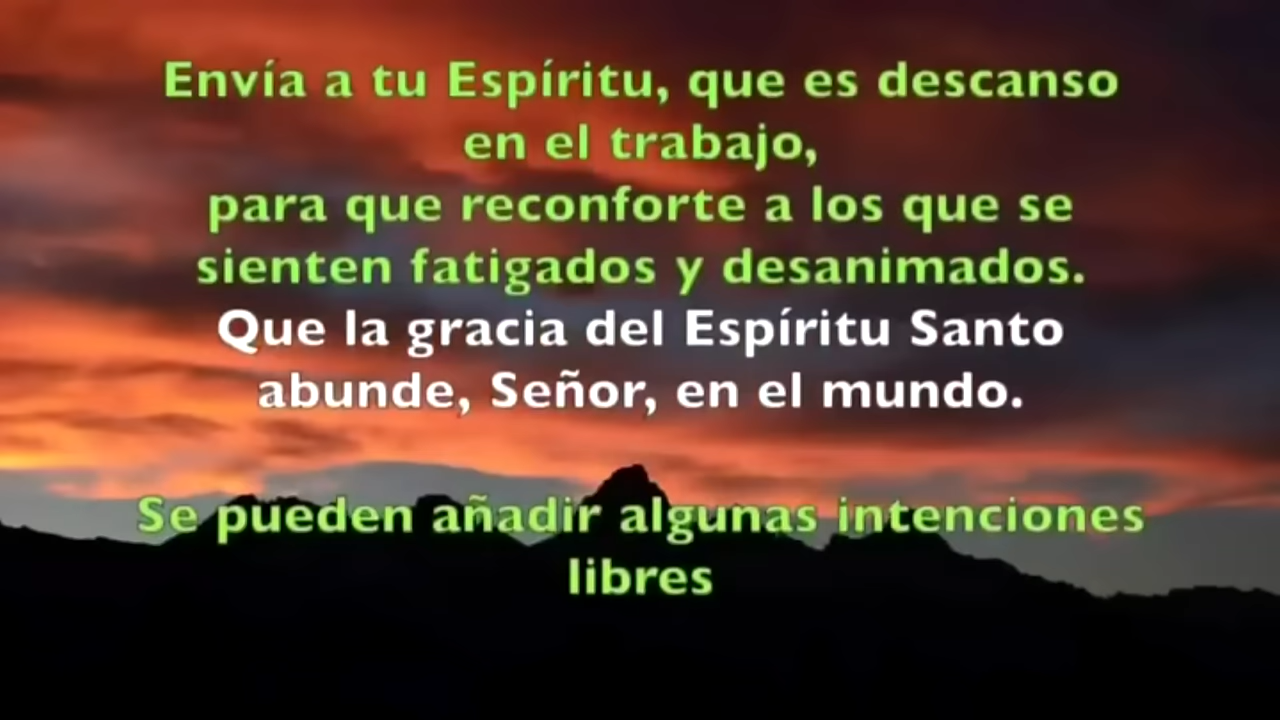 Envía a tu Espíritu, que es descanso
en el trabajo,
para que reconforte a los que se
sienten fatigados y desanimados.
Que la gracia del Espíritu Santo
abunde, Señor, en el mundo.
Se pueden añadir algunas intenciones
libres